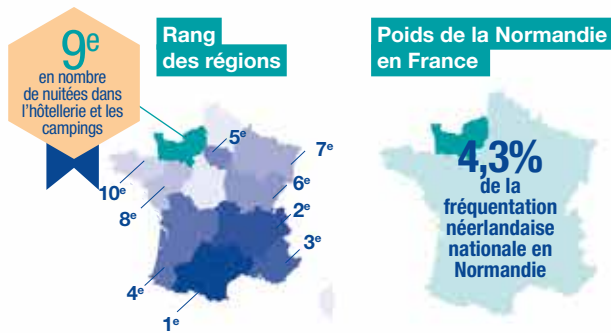 9e
en nombre
de nuitées dans
l'hôtellerie et les
campings
Rang
des régions
5e
7e
10e
6e
8e
2e
3e
4e
1e
Poids de la Normandie
en France
4,3%
de la
fréquentation
néerlandaise
nationale en
Normandie